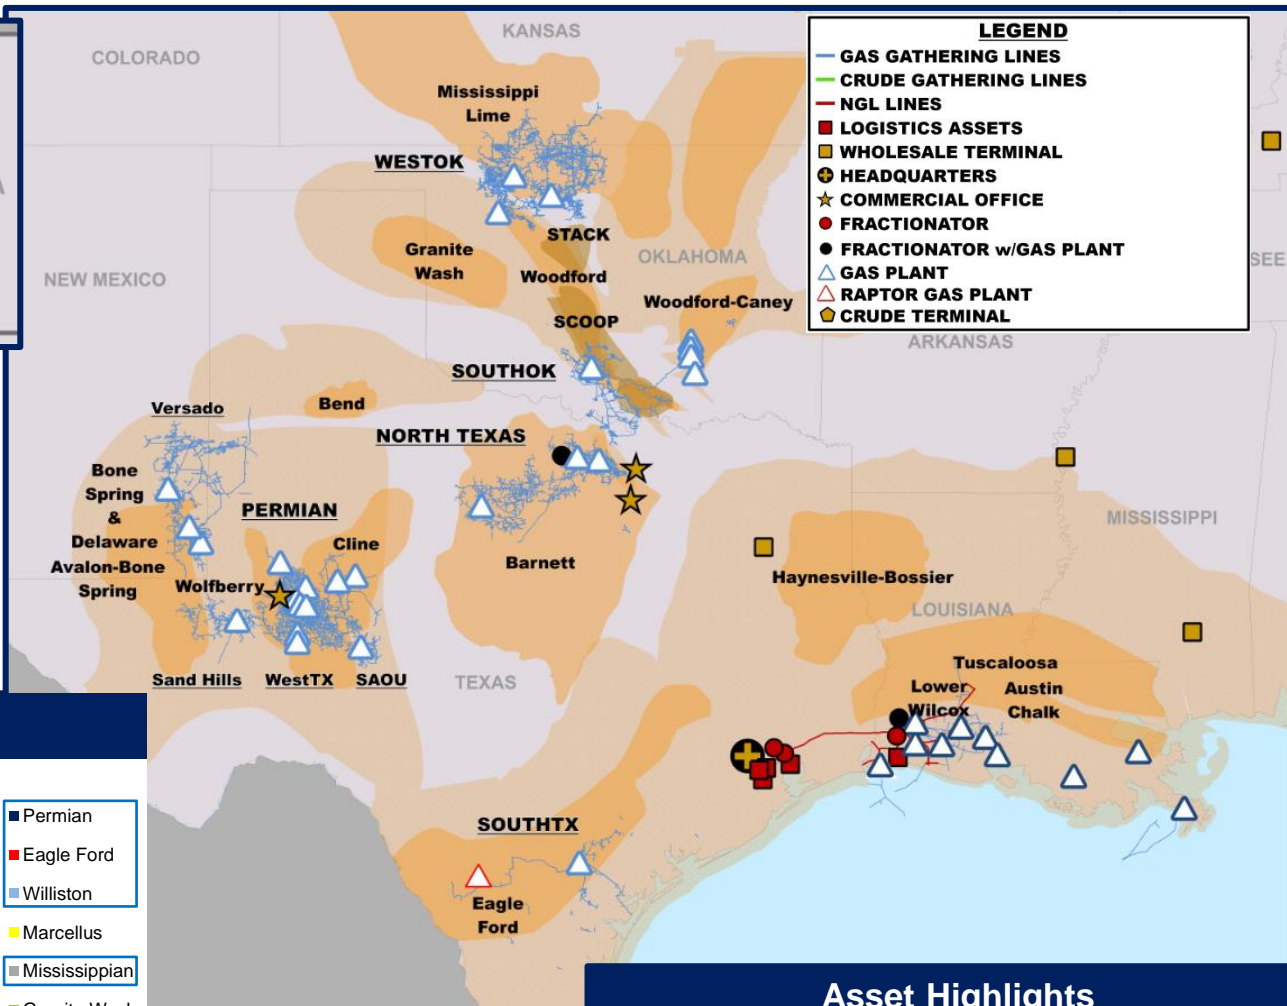 KANSAS
COLORADO
Mississippi
Lime
WESTOK
STACK
Granite
Wash
OKLAHOMA
NEW MEXICO
Woodford
Woodford-Caney
SCOOP
ARKANSAS
SOUTHOK
Bend
Versado
NORTH TEXAS
Bone
Spring
&
Delaware
Avalon-Bone
Spring
PERMIAN
Cline
Wolfberry
Barnett
MISSISSIPPI
Haynesville-Bossier
LOUISIANA
Sand Hills
WestTX
SAOU
TEXAS
Tuscaloosa
Lower
Wilcox
Austin
Chalk
SOUTHTX
Eagle
Ford
LEGEND
GAS GATHERING LINES
CRUDE GATHERING LINES
NGL LINES
LOGISTICS ASSETS
WHOLESALE TERMINAL
HEADQUARTERS
COMMERCIAL OFFICE
FRACTIONATOR
FRACTIONATOR w/GAS PLANT
GAS PLANT
RAPTOR GAS PLANT
CRUDE TERMINAL
SEE
Permian
Eagle Ford
Williston
Marcellus
Mississippian
Asset Highlights